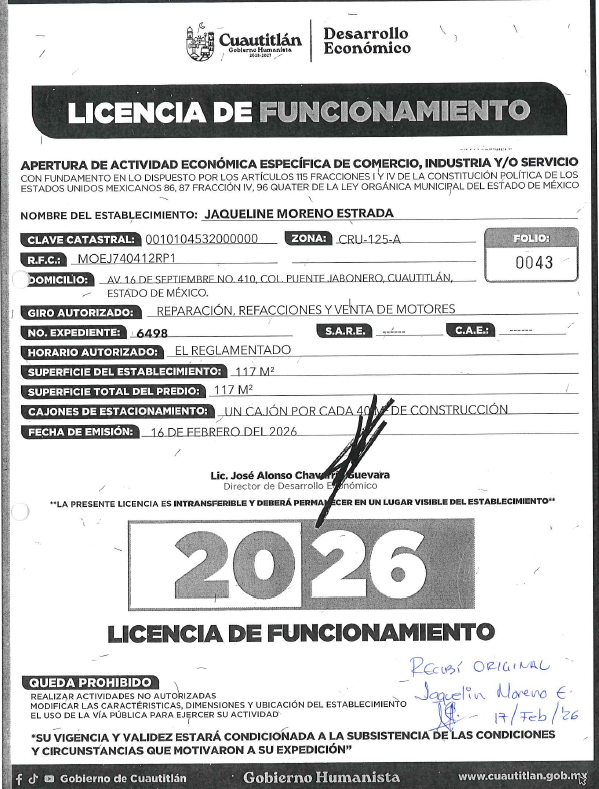 Cuautitlán
Gobierno Humanista
2025-2027
Desarrollo
Económico
LICENCIA DE FUNCIONAMIENTO
APERTURA DE ACTIVIDAD ECONÓMICA ESPECÍFICA DE COMERCIO, INDUSTRIA Y/O SERVICIO
CON FUNDAMENTO EN LO DISPUESTO POR LOS ARTÍCULOS 115 FRACCIONES I Y IV DE LA CONSTITUCIÓN POLÍTICA DE LOS
ESTADOS UNIDOS MEXICANOS 86, 87 FRACCIÓN IV, 96 QUATER DE LA LEY ORGÁNICA MUNICIPAL DEL ESTADO DE MÉXICO
NOMBRE DEL ESTABLECIMIENTO: JAQUELINE MORENO ESTRADA
CLAVE CATASTRAL: 0010104532000000 ZONA: CRU-125-A
FOLIO:
0043
R.F.C.: MOEJ740412RP1
DOMICILIO: AV. 16 DE SEPTIEMBRE NO. 410, COL. PUENTE JABONERO, CUAUTITLÁN,
ESTADO DE MÉXICO.
GIRO AUTORIZADO: REPARACIÓN, REFACCIONES Y VENTA DE MOTORES
NO. EXPEDIENTE: 6498 S.A.R.E.: ------ C.A.E.: ------
HORARIO AUTORIZADO: EL REGLAMENTADO
SUPERFICIE DEL ESTABLECIMIENTO: 117 M²
SUPERFICIE TOTAL DEL PREDIO: 117 M²
CAJONES DE ESTACIONAMIENTO: UN CAJÓN POR CADA 40 M² DE CONSTRUCCIÓN
FECHA DE EMISIÓN: 16 DE FEBRERO DEL 2026
Lic. José Alonso Chavarría Guevara
Director de Desarrollo Económico
**LA PRESENTE LICENCIA ES INTRANSFERIBLE Y DEBERÁ PERMANECER EN UN LUGAR VISIBLE DEL ESTABLECIMIENTO**
2026
LICENCIA DE FUNCIONAMIENTO
QUEDA PROHIBIDO
REALIZAR ACTIVIDADES NO AUTORIZADAS
MODIFICAR LAS CARACTERÍSTICAS, DIMENSIONES Y UBICACIÓN DEL ESTABLECIMIENTO
EL USO DE LA VÍA PÚBLICA PARA EJERCER SU ACTIVIDAD
RECIBÍ ORIGINAL
Jaquelin Moreno E.
17/Feb/26
"SU VIGENCIA Y VALIDEZ ESTARÁ CONDICIONADA A LA SUBSISTENCIA DE LAS CONDICIONES
Y CIRCUNSTANCIAS QUE MOTIVARON A SU EXPEDICIÓN"
Gobierno de Cuautitlán
Gobierno Humanista
www.cuautitlan.gob.mx